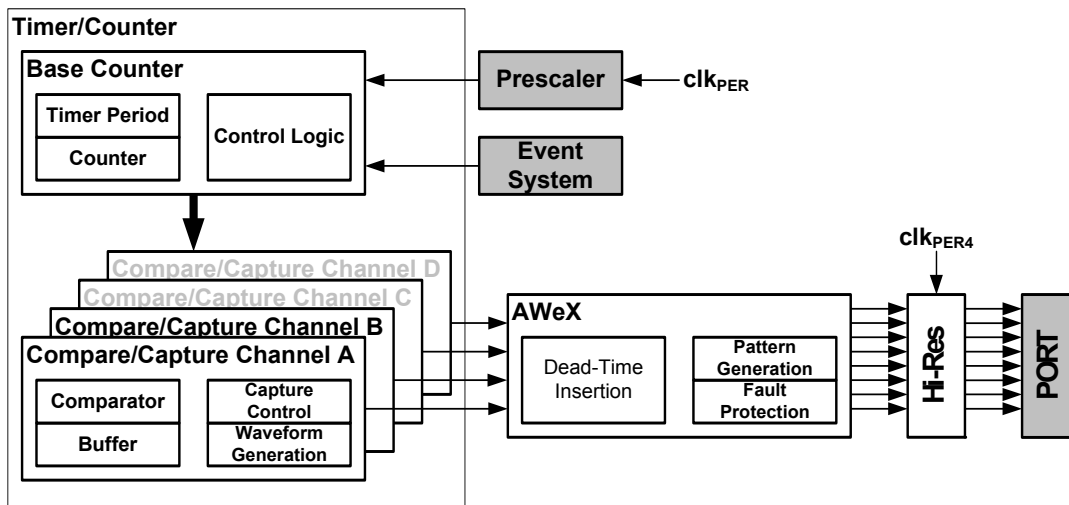 Timer/Counter
Base Counter
Timer Period
Counter
Control Logic
Prescaler
clkPER
Event
System
Compare/Capture Channel D
Compare/Capture Channel C
Compare/Capture Channel B
Compare/Capture Channel A
Comparator
Buffer
Capture
Control
Waveform
Generation
AWeX
Dead-Time
Insertion
Pattern
Generation
Fault
Protection
clkPER4
Hi-Res
PORT